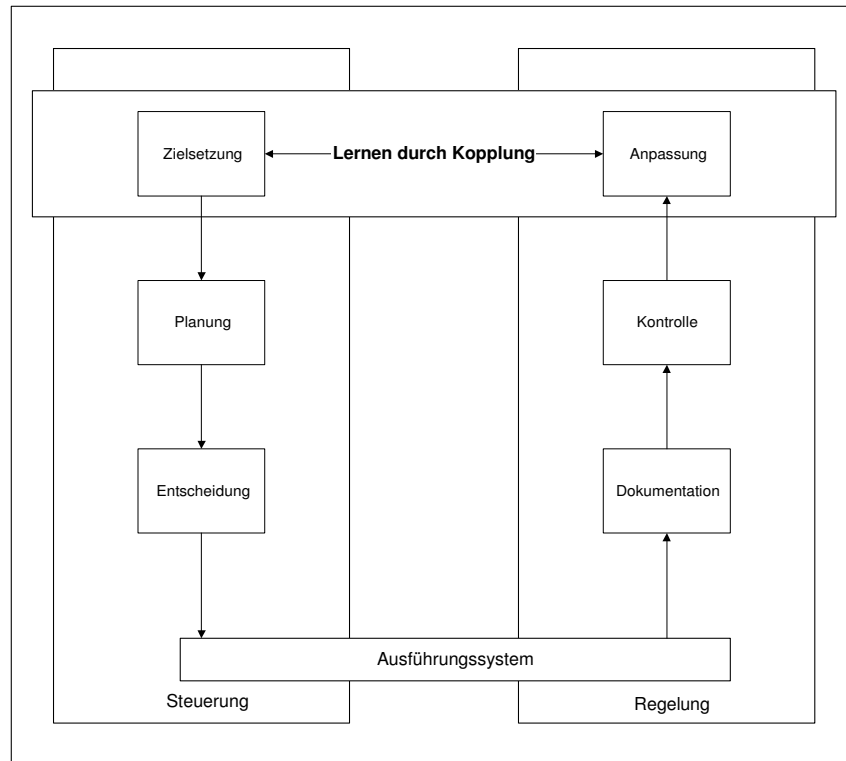 Zielsetzung
Lernen durch Kopplung
Anpassung
Planung
Kontrolle
Entscheidung
Dokumentation
Ausführungssystem
Steuerung
Regelung